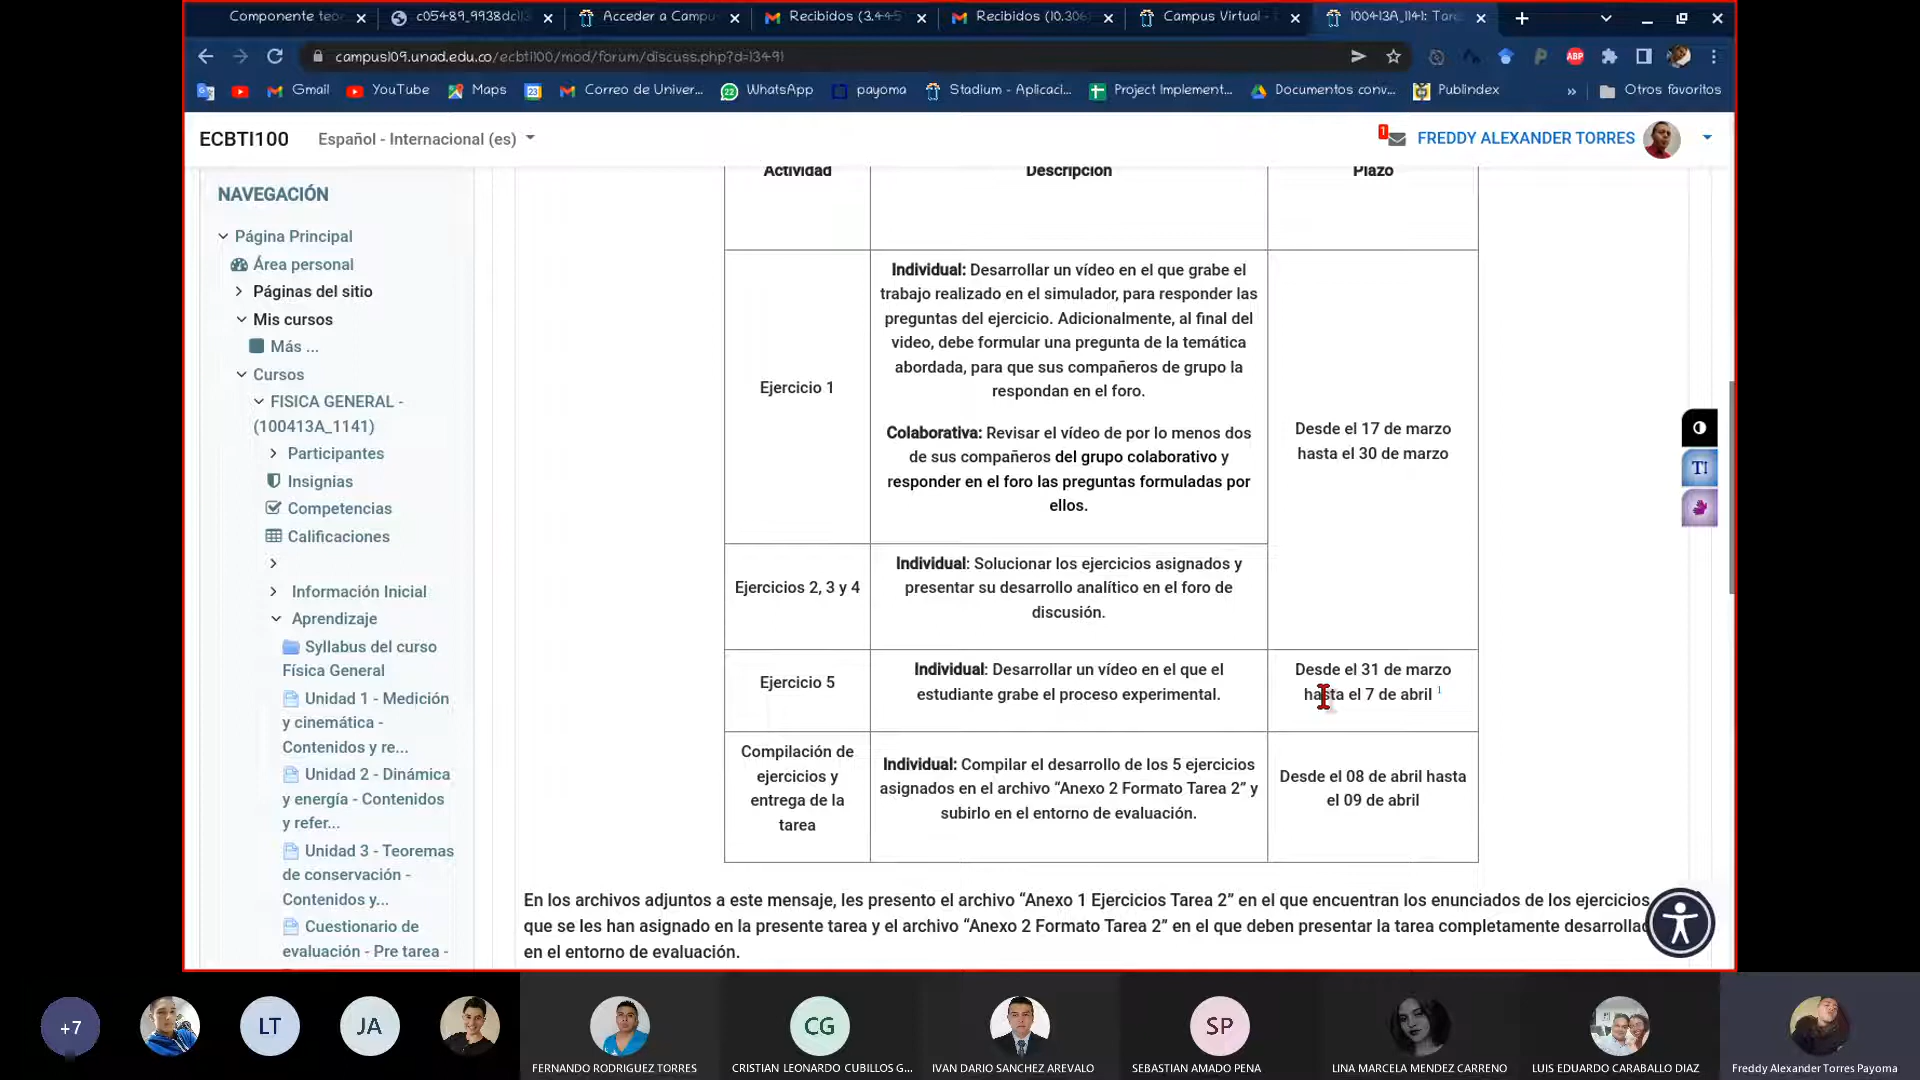 Componente teó
c05489_9938dc1
Acceder a Campu
Recibidos (3.445
Recibidos (10.306
Campus Virtual -
100413A_1141: Tare
campus109.unad.edu.co/ecbti100/mod/forum/discuss.php?d=13491
ABP
Gmail
YouTube
Maps
23
Correo de Univer...
22
WhatsApp
payoma
Stadium - Aplicaci...
Project Implement...
Documentos conv...
Publindex
»
Otros favoritos
ECBTI100
Español - Internacional (es)
1
FREDDY ALEXANDER TORRES
NAVEGACIÓN
Página Principal
Área personal
Páginas del sitio
Mis cursos
Más ...
Cursos
FISICA GENERAL -
(100413A_1141)
Participantes
Insignias
Competencias
Calificaciones
Información Inicial
Aprendizaje
Syllabus del curso
Física General
Unidad 1 - Medición
y cinemática -
Contenidos y re...
Unidad 2 - Dinámica
y energía - Contenidos
y refer...
Unidad 3 - Teoremas
de conservación -
Contenidos y...
Cuestionario de
evaluación - Pre tarea -
Actividad
Descripción
Plazo
Ejercicio 1
Individual: Desarrollar un vídeo en el que grabe el
trabajo realizado en el simulador, para responder las
preguntas del ejercicio. Adicionalmente, al final del
video, debe formular una pregunta de la temática
abordada, para que sus compañeros de grupo la
respondan en el foro.
Colaborativa: Revisar el vídeo de por lo menos dos
de sus compañeros del grupo colaborativo y
responder en el foro las preguntas formuladas por
ellos.
Desde el 17 de marzo
hasta el 30 de marzo
Ejercicios 2, 3 y 4
Individual: Solucionar los ejercicios asignados y
presentar su desarrollo analítico en el foro de
discusión.
Ejercicio 5
Individual: Desarrollar un vídeo en el que el
estudiante grabe el proceso experimental.
Desde el 31 de marzo
hasta el 7 de abril 1
Compilación de
ejercicios y
entrega de la
tarea
Individual: Compilar el desarrollo de los 5 ejercicios
asignados en el archivo “Anexo 2 Formato Tarea 2” y
subirlo en el entorno de evaluación.
Desde el 08 de abril hasta
el 09 de abril
En los archivos adjuntos a este mensaje, les presento el archivo “Anexo 1 Ejercicios Tarea 2” en el que encuentran los enunciados de los ejercicios
que se les han asignado en la presente tarea y el archivo “Anexo 2 Formato Tarea 2” en el que deben presentar la tarea completamente desarrollad
en el entorno de evaluación.
T!
+7
LT
JA
CG
SP
FERNANDO RODRIGUEZ TORRES
CRISTIAN LEONARDO CUBILLOS G...
IVAN DARIO SANCHEZ AREVALO
SEBASTIAN AMADO PENA
LINA MARCELA MENDEZ CARRENO
LUIS EDUARDO CARABALLO DIAZ
Freddy Alexander Torres Payoma